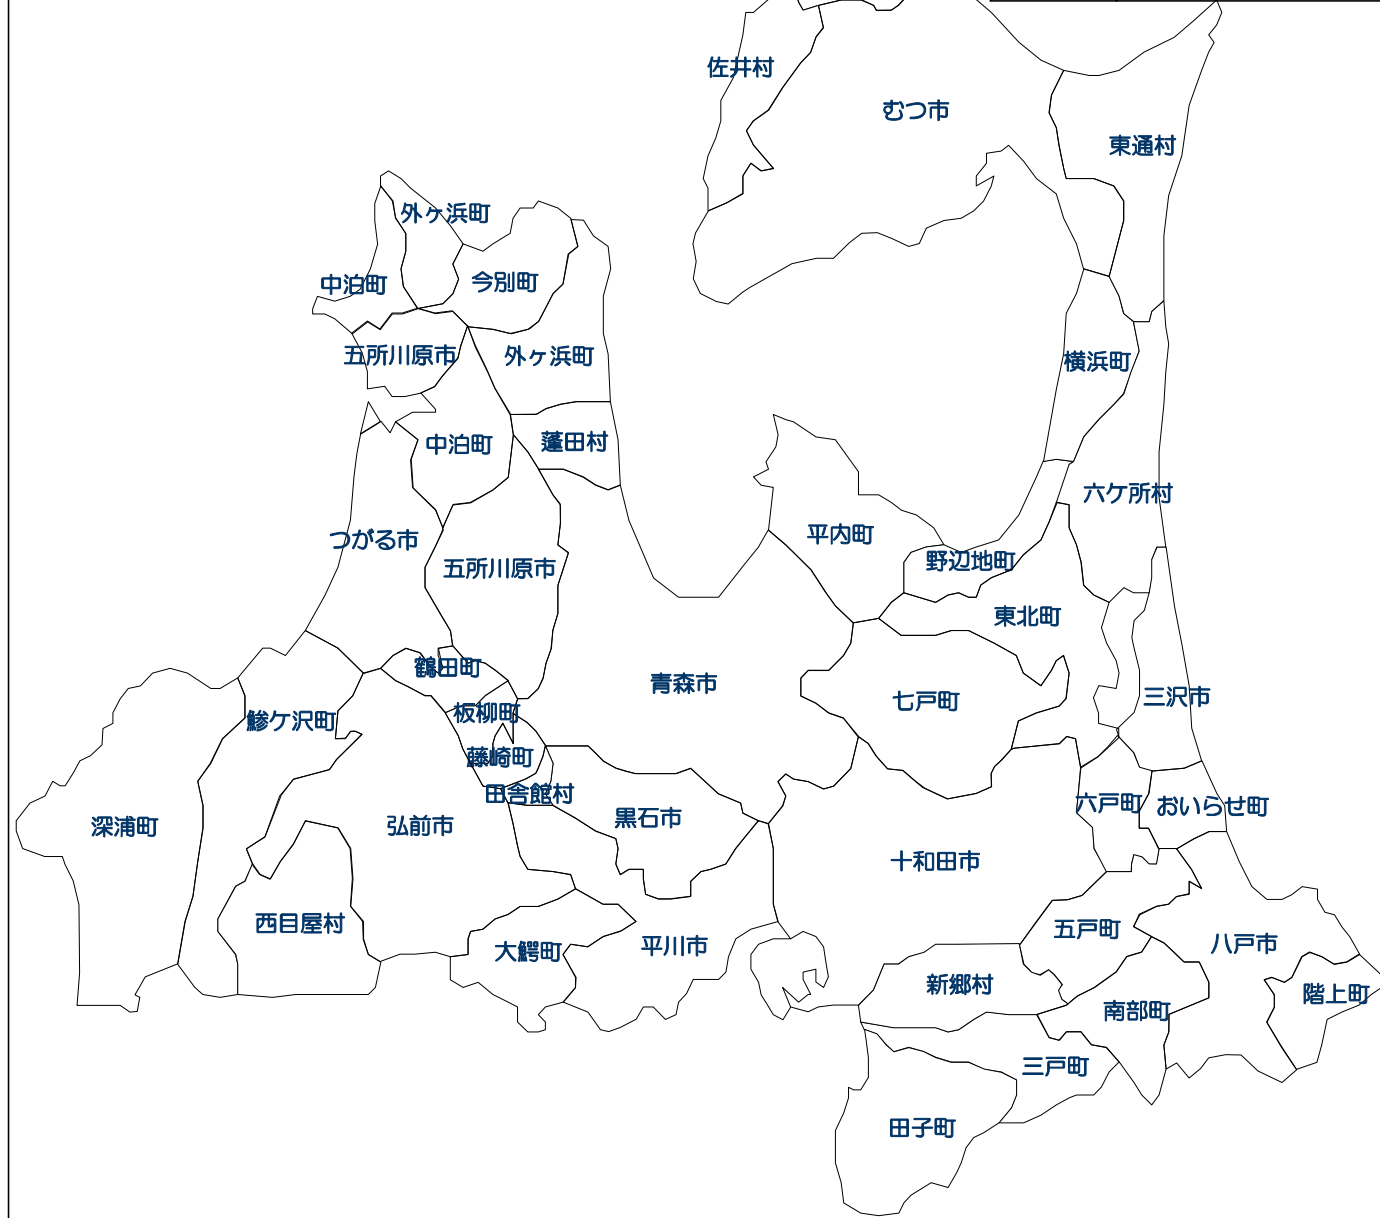 佐井村
むつ市
東通村
外ヶ浜町
中泊町
今別町
五所川原市
外ヶ浜町
横浜町
中泊町
蓬田村
六ケ所村
つがる市
平内町
野辺地町
五所川原市
東北町
鶴田町
青森市
七戸町
三沢市
鰺ケ沢町
板柳町
藤崎町
田舎館村
六戸町
おいらせ町
深浦町
弘前市
黒石市
十和田市
西目屋村
五戸町
大鰐町
平川市
八戸市
新郷村
階上町
南部町
三戸町
田子町